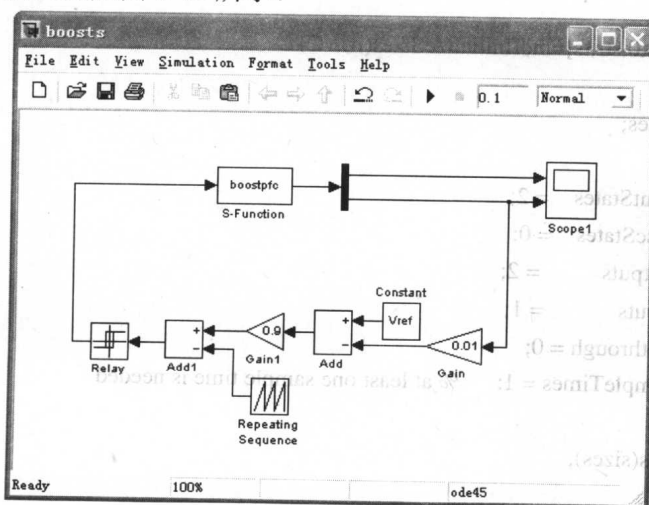 boosts
File Edit View Simulation Format Tools Help
0.1 Normal
boostpfc
S-Function
Scope1
Constant
Vref
+
-
0.9
+
-
0.01
Relay
Add1
Gain1
Add
Gain
Repeating
Sequence
Ready 100% ode45